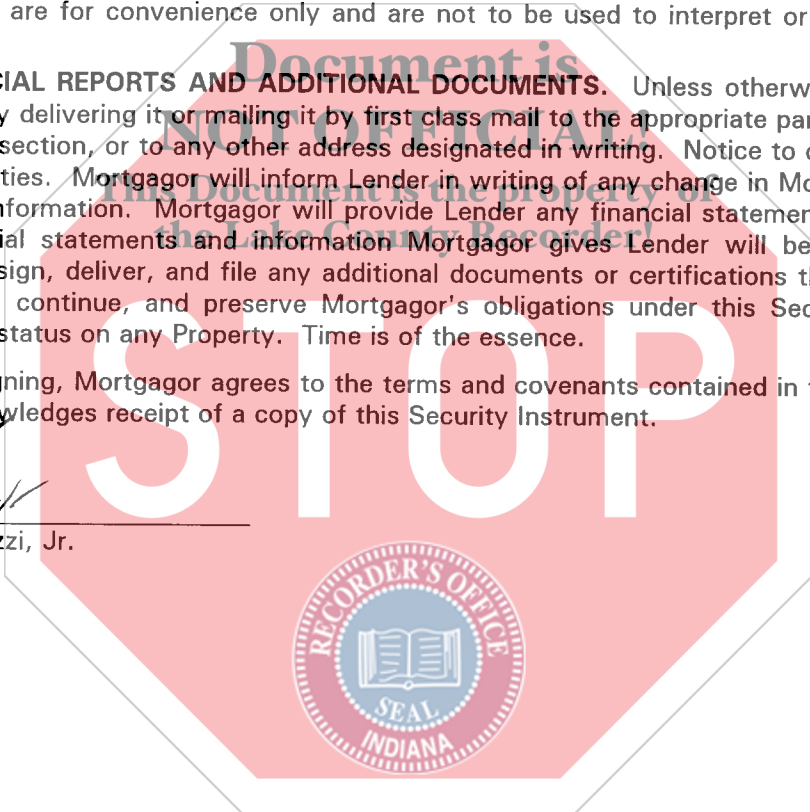 are for convenience only and are not to be used to interpret or
Document is
CIAL REPORTS AND ADDITIONAL DOCUMENTS. Unless otherw
y delivering it or mailing it by first class mail to the appropriate par
NOT OFFICIAL!
section, or to any other address designated in writing. Notice to
ties. Mortgagor will inform Lender in writing of any change in Mo
This Document is the property of
nformation. Mortgagor will provide Lender any financial statemen
the Lake County Recorder!
ial statements and information Mortgagor gives Lender will be
sign, deliver, and file any additional documents or certifications t
continue, and preserve Mortgagor's obligations under this Sec
status on any Property. Time is of the essence.
STOP
gning, Mortgagor agrees to the terms and covenants contained in
wledges receipt of a copy of this Security Instrument.
zzi, Jr.
RECORDER'S OFFICE
SEAL
INDIANA